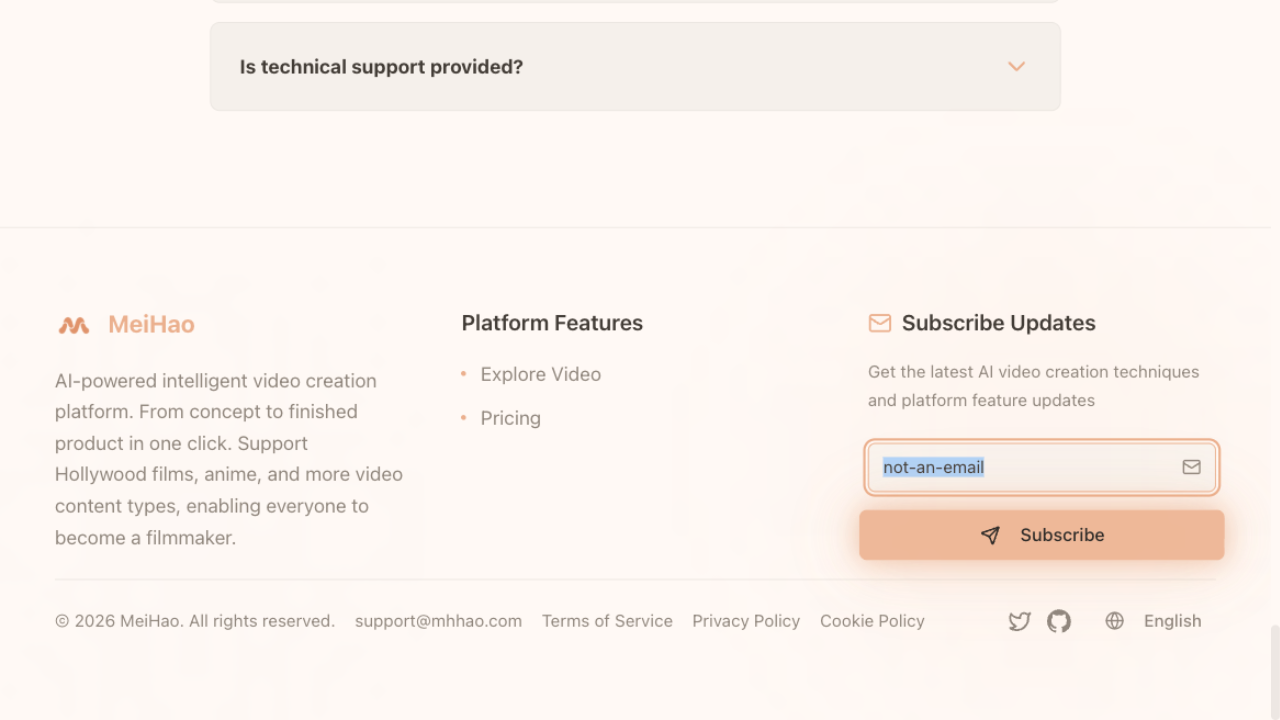 Is technical support provided?
MeiHao
AI-powered intelligent video creation
platform. From concept to finished
product in one click. Support
Hollywood films, anime, and more video
content types, enabling everyone to
become a filmmaker.
Platform Features
• Explore Video
• Pricing
Subscribe Updates
Get the latest AI video creation techniques
and platform feature updates
not-an-email
Subscribe
© 2026 MeiHao. All rights reserved. support@mhhao.com Terms of Service Privacy Policy Cookie Policy English